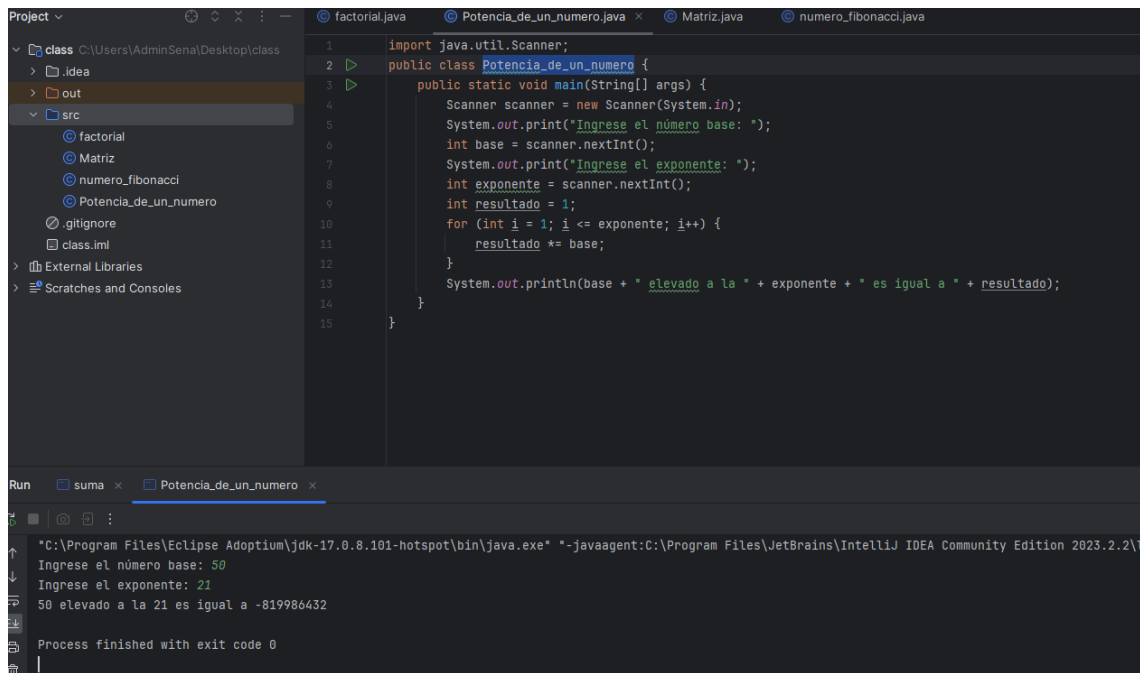 Project
factorial.java
Potencia_de_un_numero.java
Matriz.java
numero_fibonacci.java
class C:\Users\AdminSena\Desktop\class
.idea
out
src
factorial
Matriz
numero_fibonacci
Potencia_de_un_numero
.gitignore
class.iml
External Libraries
Scratches and Consoles
1 import java.util.Scanner;
2 public class Potencia_de_un_numero {
3 public static void main(String[] args) {
4 Scanner scanner = new Scanner(System.in);
5 System.out.print("Ingrese el número base: ");
6 int base = scanner.nextInt();
7 System.out.print("Ingrese el exponente: ");
8 int exponente = scanner.nextInt();
9 int resultado = 1;
10 for (int i = 1; i <= exponente; i++) {
11 resultado *= base;
12 }
13 System.out.println(base + " elevado a la " + exponente + " es igual a " + resultado);
14 }
15 }
Run
suma
Potencia_de_un_numero
"C:\Program Files\Eclipse Adoptium\jdk-17.0.8.101-hotspot\bin\java.exe" "-javaagent:C:\Program Files\JetBrains\IntelliJ IDEA Community Edition 2023.2.2\
Ingrese el número base: 50
Ingrese el exponente: 21
50 elevado a la 21 es igual a -819986432
Process finished with exit code 0